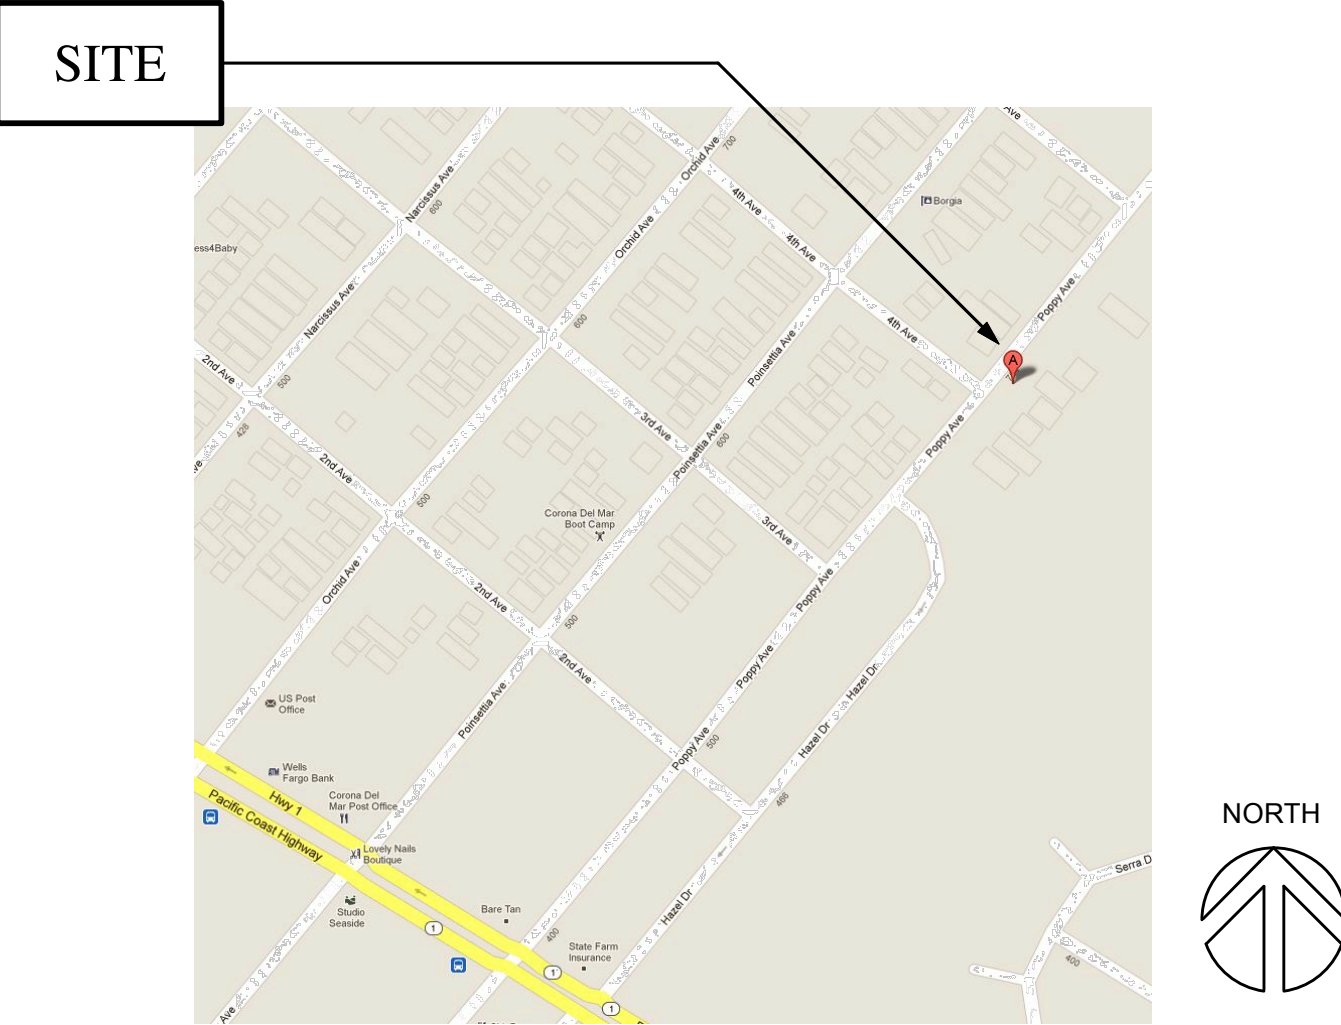 SITE
Ave
Orchid Ave
700
Narcissus Ave
600
4th Ave
Borgia
Orchid Ave
4th Ave
ess4Baby
Narcissus Ave
Poppy Ave
600
4th Ave
Poinsettia Ave
2nd Ave
500
A
428
3rd Ave
Poinsettia Ave
600
Poppy Ave
ve
2nd Ave
500
Corona Del Mar
Boot Camp
3rd Ave
Orchid Ave
2nd Ave
Poppy Ave
500
2nd Ave
Poppy Ave
Hazel Dr
US Post
Office
Poinsettia Ave
Poppy Ave
500
Hazel Dr
Wells
Fargo Bank
Hwy 1
Corona Del
Mar Post Office
466
Pacific Coast Highway
NORTH
Lovely Nails
Boutique
Serra D
Hazel Dr
Studio
Seaside
Bare Tan
1
400
State Farm
Insurance
400
1
1
Ave